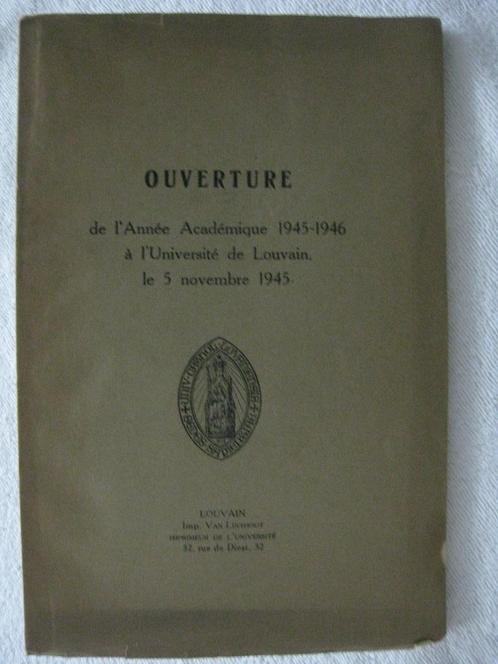 OUVERTURE
de l'Année Académique 1945-1946
à l'Université de Louvain,
le 5 novembre 1945.
LOUVAIN
Imp. VAN LINTHOUT
IMPRIMEUR DE L'UNIVERSITÉ
32, rue de Diest, 32